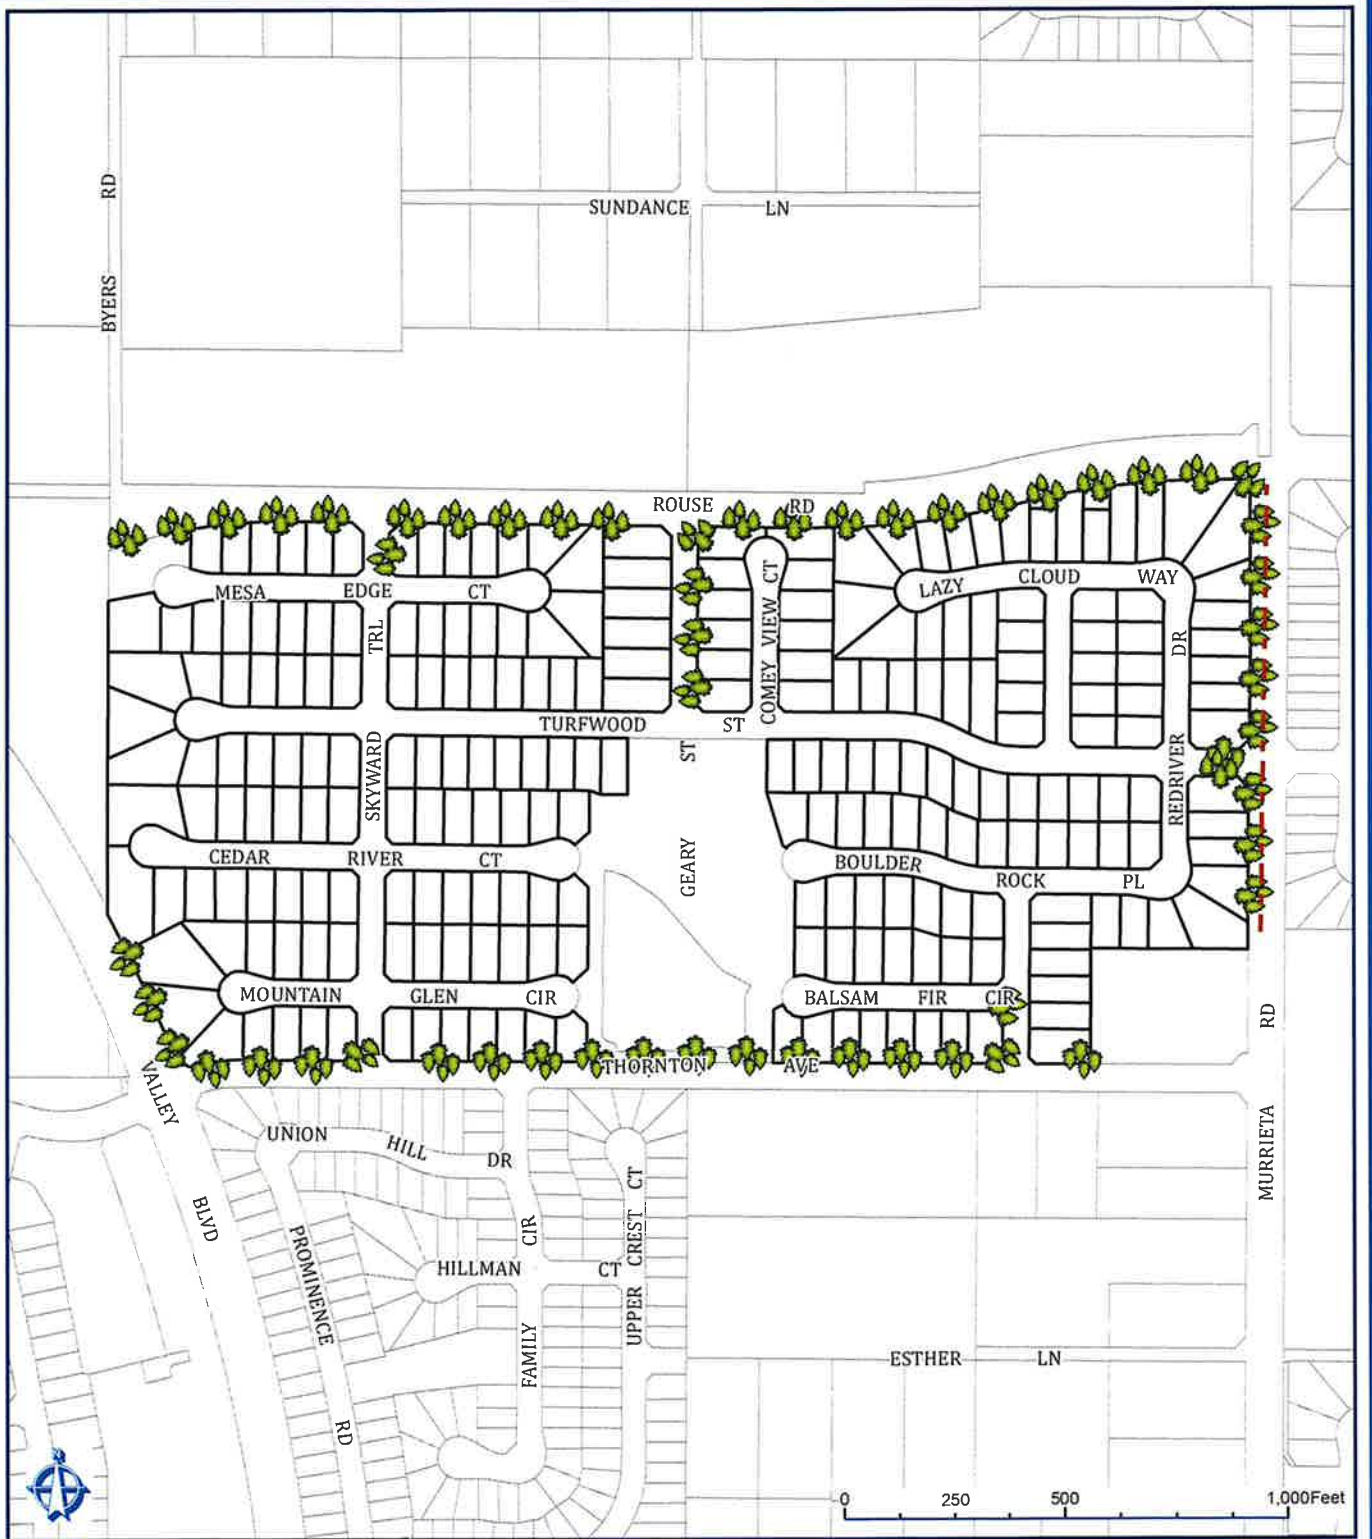 BYERS RD
SUNDANCE LN
ROUSE RD
MESA EDGE CT
LAZY CLOUD WAY
COMEY VIEW CT
SKYWARD TRL
TURFWOOD ST
REDRIVER DR
GEARY ST
CEDAR RIVER CT
BOULDER ROCK PL
MOUNTAIN GLEN CIR
BALSAM FIR CIR
THORNTON AVE
VALLEY BLVD
MURRIETA RD
UNION HILL DR
PROMINENCE RD
HILLMAN CT
FAMILY CIR
UPPER CREST CT
ESTHER LN
0 250 500 1,000Feet